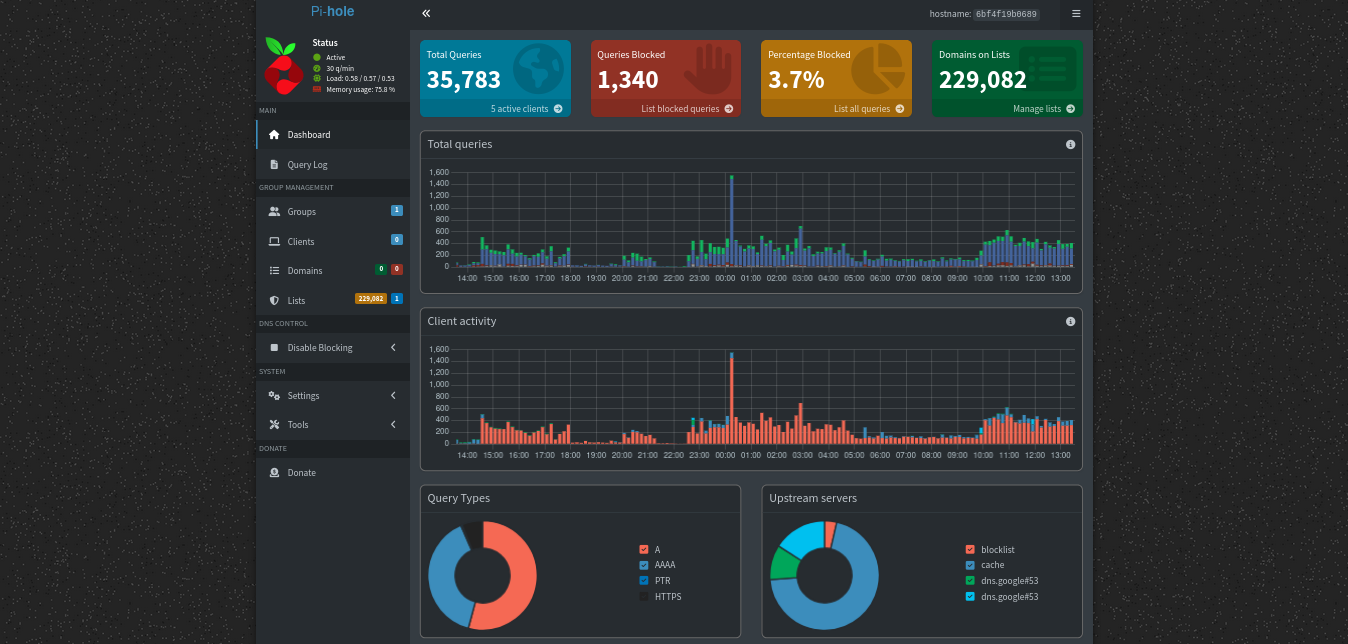 Pi-hole
hostname: 6bf4f19b0689
Status
Active
30 q/min
Load: 0.58 / 0.57 / 0.53
Memory usage: 75.8 %
MAIN
Dashboard
Query Log
GROUP MANAGEMENT
Groups 1
Clients 0
Domains 0 0
Lists 229,082 1
DNS CONTROL
Disable Blocking
SYSTEM
Settings
Tools
DONATE
Donate
Total Queries
35,783
5 active clients
Queries Blocked
1,340
List blocked queries
Percentage Blocked
3.7%
List all queries
Domains on Lists
229,082
Manage lists
Total queries
1,600
1,400
1,200
1,000
800
600
400
200
0
14:00 15:00 16:00 17:00 18:00 19:00 20:00 21:00 22:00 23:00 00:00 01:00 02:00 03:00 04:00 05:00 06:00 07:00 08:00 09:00 10:00 11:00 12:00 13:00
Client activity
1,600
1,400
1,200
1,000
800
600
400
200
0
14:00 15:00 16:00 17:00 18:00 19:00 20:00 21:00 22:00 23:00 00:00 01:00 02:00 03:00 04:00 05:00 06:00 07:00 08:00 09:00 10:00 11:00 12:00 13:00
Query Types
A
AAAA
PTR
HTTPS
Upstream servers
blocklist
cache
dns.google#53
dns.google#53